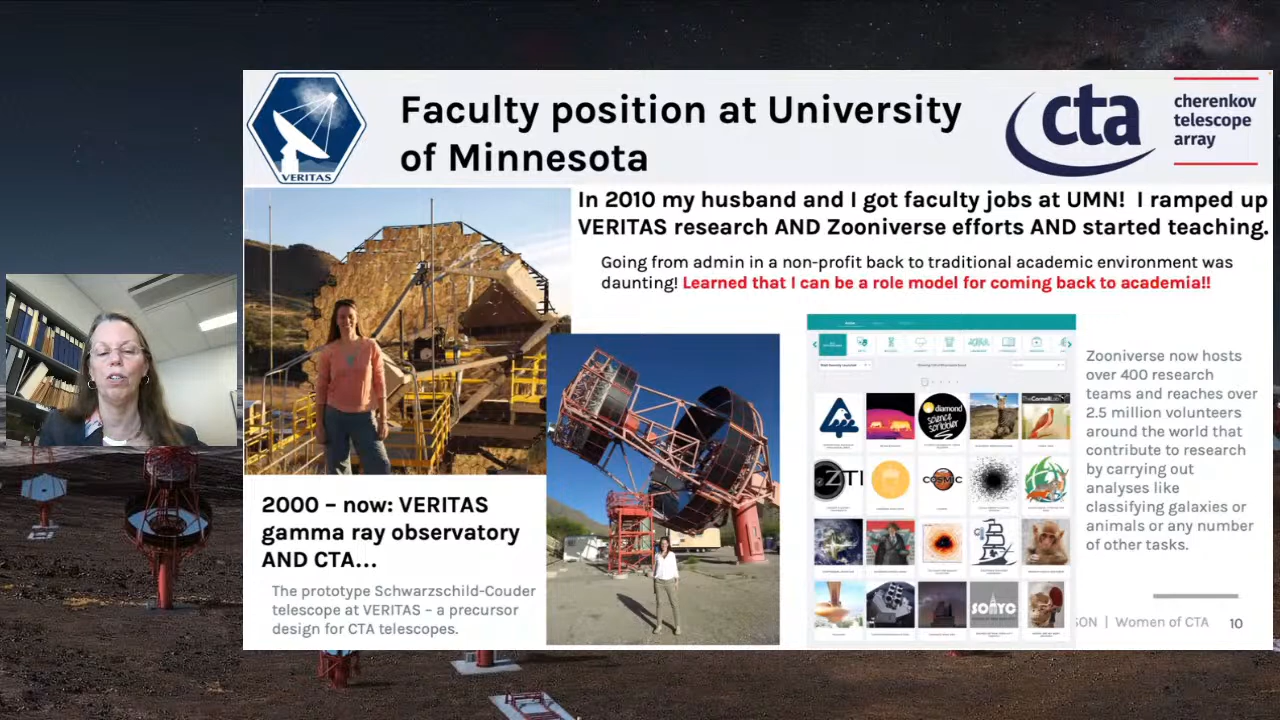 Faculty position at University
of Minnesota
VERITAS
cta
cherenkov
telescope
array
In 2010 my husband and I got faculty jobs at UMN! I ramped up
VERITAS research AND Zooniverse efforts AND started teaching.
Going from admin in a non-profit back to traditional academic environment was
daunting! Learned that I can be a role model for coming back to academia!!
2000 – now: VERITAS
gamma ray observatory
AND CTA...
The prototype Schwarzschild-Couder
telescope at VERITAS – a precursor
design for CTA telescopes.
diamond
science
scribbler
TheCornellLab
ZTF
COSMIC
Zooniverse now hosts
over 400 research
teams and reaches over
2.5 million volunteers
around the world that
contribute to research
by carrying out
analyses like
classifying galaxies or
animals or any number
of other tasks.
SON | Women of CTA 10